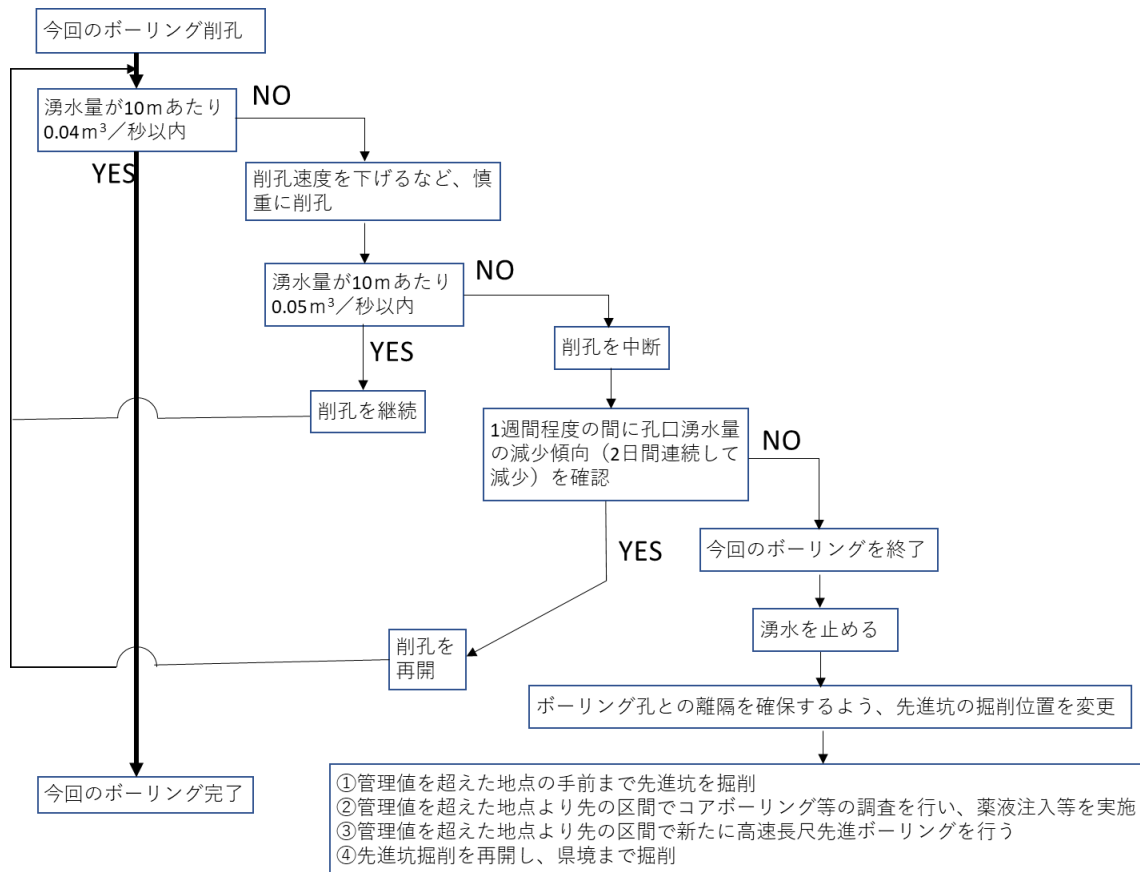 今回のボーリング削孔
湧水量が10ｍあたり
0.04ｍ³／秒以内
NO
YES
削孔速度を下げるなど、慎
重に削孔
湧水量が10ｍあたり
0.05ｍ³／秒以内
NO
YES
削孔を中断
削孔を継続
1週間程度の間に孔口湧水量
の減少傾向（2日間連続して
減少）を確認
NO
YES
今回のボーリングを終了
湧水を止める
削孔を
再開
ボーリング孔との離隔を確保するよう、先進坑の掘削位置を変更
今回のボーリング完了
①管理値を超えた地点の手前まで先進坑を掘削
②管理値を超えた地点より先の区間でコアボーリング等の調査を行い、薬液注入等を実施
③管理値を超えた地点より先の区間で新たに高速長尺先進ボーリングを行う
④先進坑掘削を再開し、県境まで掘削